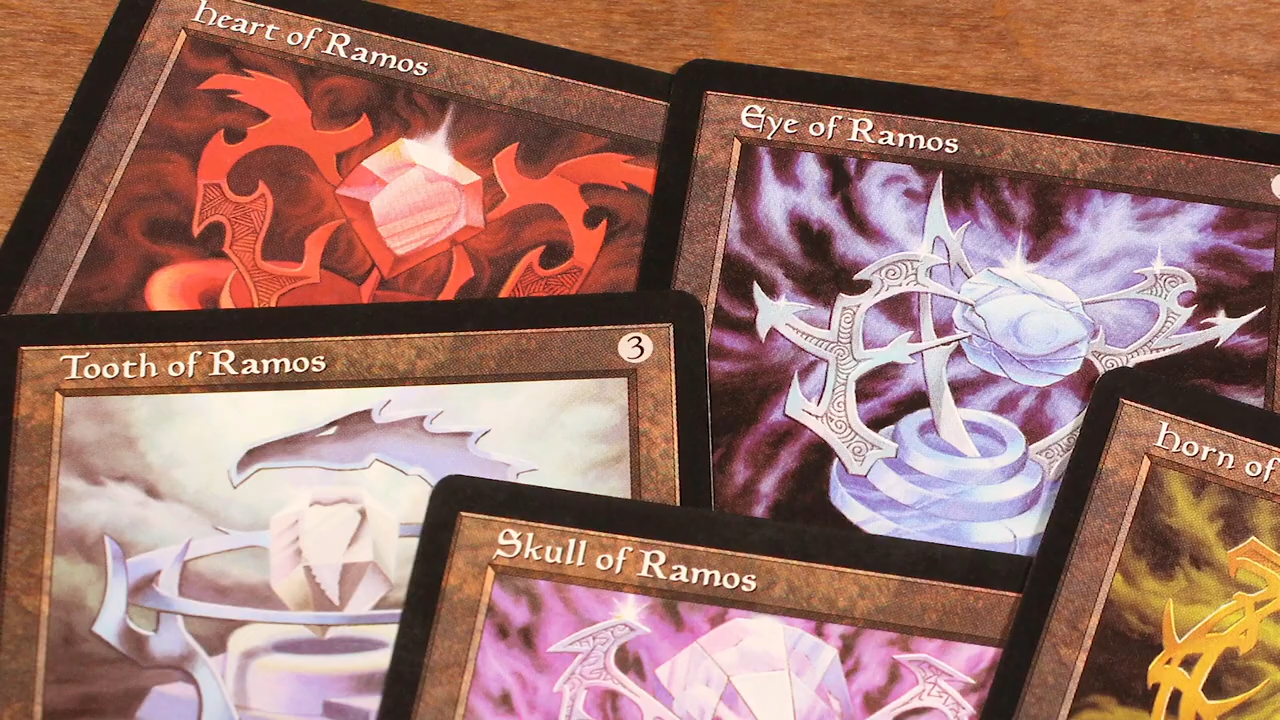 Heart of Ramos
Eye of Ramos
Tooth of Ramos 3
Horn of
Skull of Ramos